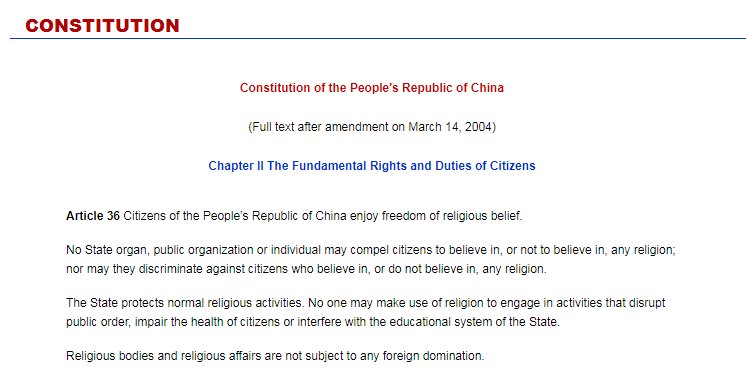 CONSTITUTION
Constitution of the People's Republic of China
(Full text after amendment on March 14, 2004)
Chapter II The Fundamental Rights and Duties of Citizens
Article 36 Citizens of the People's Republic of China enjoy freedom of religious belief.
No State organ, public organization or individual may compel citizens to believe in, or not to believe in, any religion;
nor may they discriminate against citizens who believe in, or do not believe in, any religion.
The State protects normal religious activities. No one may make use of religion to engage in activities that disrupt
public order, impair the health of citizens or interfere with the educational system of the State.
Religious bodies and religious affairs are not subject to any foreign domination.